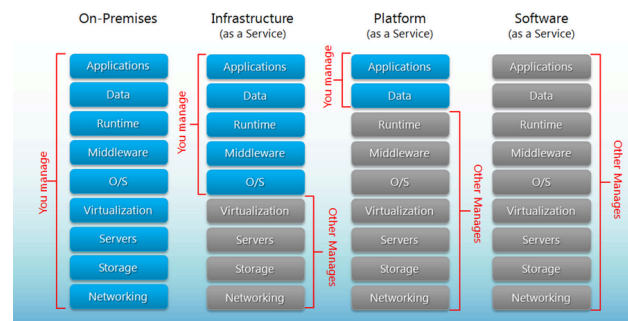 On-Premises
You manage
Applications
Data
Runtime
Middleware
O/S
Virtualization
Servers
Storage
Networking
Infrastructure
(as a Service)
You manage
Applications
Data
Runtime
Middleware
O/S
Virtualization
Servers
Storage
Networking
Other Manages
Platform
(as a Service)
You manage
Applications
Data
Runtime
Middleware
O/S
Virtualization
Servers
Storage
Networking
Other Manages
Software
(as a Service)
Applications
Data
Runtime
Middleware
O/S
Virtualization
Servers
Storage
Networking
Other Manages